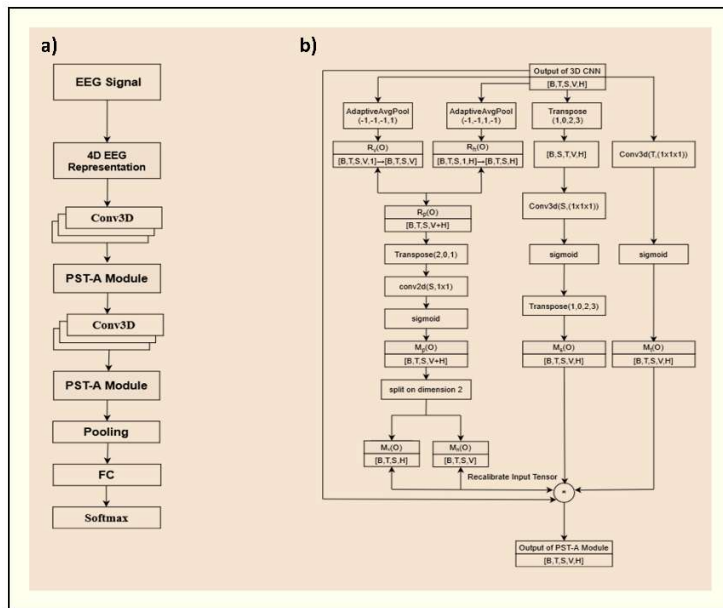 a)
EEG Signal
4D EEG
Representation
Conv3D
PST-A Module
Conv3D
PST-A Module
Pooling
FC
Softmax
b)
Output of 3D CNN
[B,T,S,V,H]
AdaptiveAvgPool
(-1,-1,-1,1)
AdaptiveAvgPool
(-1,-1,1,-1)
Transpose
(1,0,2,3)
Rv(O)
[B,T,S,V,1]→[B,T,S,V]
Rh(O)
[B,T,S,1,H]→[B,T,S,H]
[B,S,T,V,H]
Conv3d(T,(1x1x1))
Rp(O)
[B,T,S,V+H]
Conv3d(S,(1x1x1))
Transpose(2,0,1)
sigmoid
sigmoid
conv2d(S,1x1)
sigmoid
Transpose(1,0,2,3)
Mp(O)
[B,T,S,V+H]
Ms(O)
[B,T,S,V,H]
Mt(O)
[B,T,S,V,H]
split on dimension 2
Mv(O)
[B,T,S,H]
Mh(O)
[B,T,S,V]
Recalibrate Input Tensor
*
Output of PST-A Module
[B,T,S,V,H]